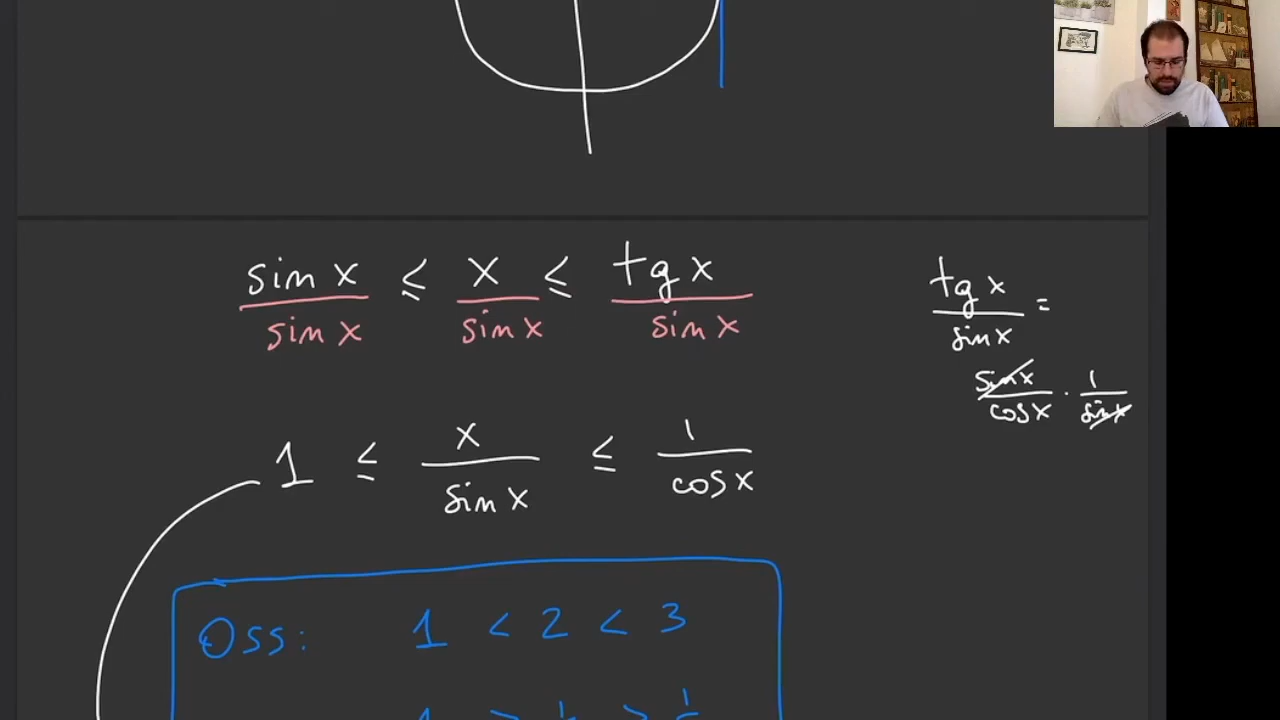 sin x / sin x ≤ x / sin x ≤ tg x / sin x
tg x / sin x =
sin x / cos x · 1 / sin x
1 ≤ x / sin x ≤ 1 / cos x
Oss: 1 < 2 < 3